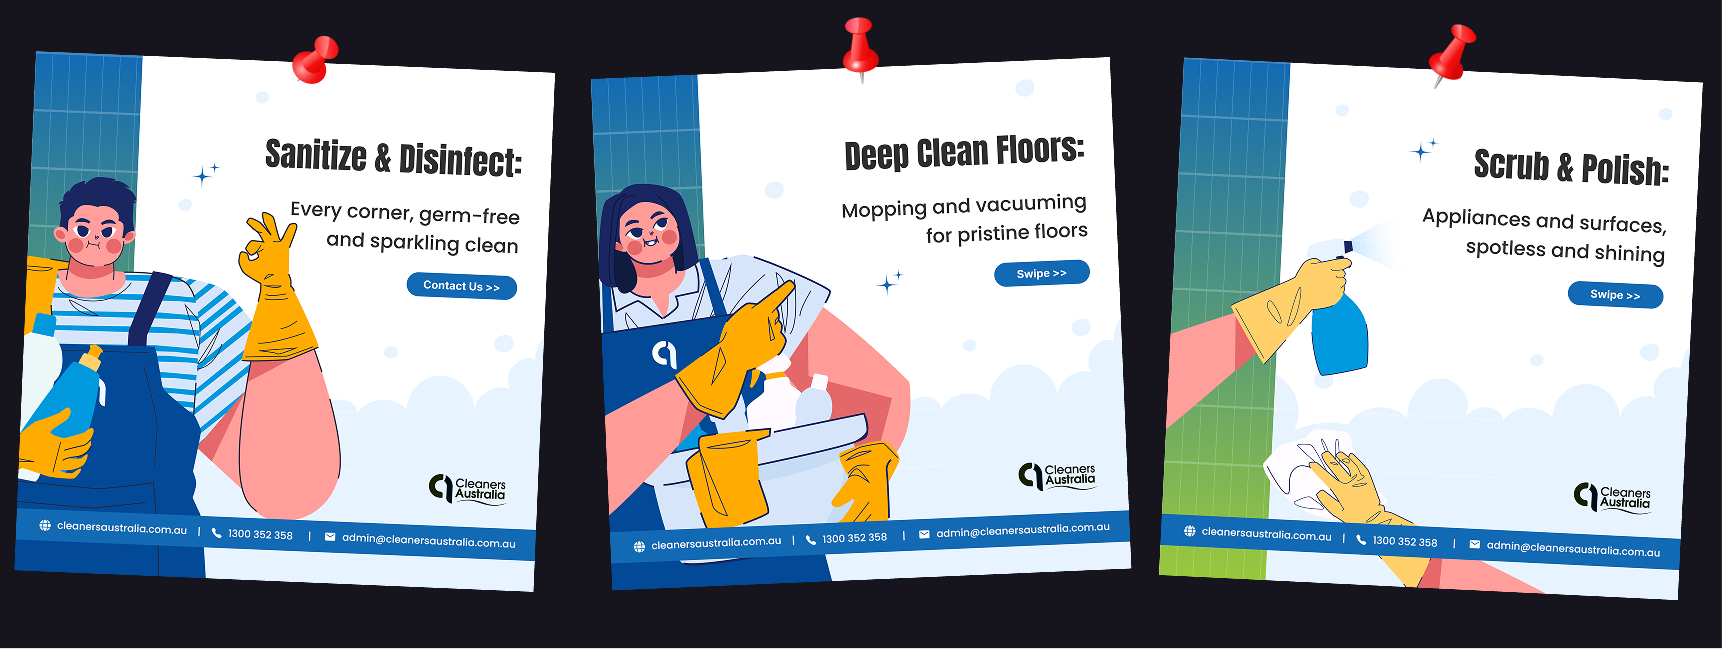 Sanitize & Disinfect:
Every corner, germ-free
and sparkling clean
Contact Us >>
Cleaners
Australia
cleanersaustralia.com.au | 1300 352 358 | admin@cleanersaustralia.com.au
Deep Clean Floors:
Mopping and vacuuming
for pristine floors
Swipe >>
Cleaners
Australia
cleanersaustralia.com.au | 1300 352 358 | admin@cleanersaustralia.com.au
Scrub & Polish:
Appliances and surfaces,
spotless and shining
Swipe >>
Cleaners
Australia
cleanersaustralia.com.au | 1300 352 358 | admin@cleanersaustralia.com.au